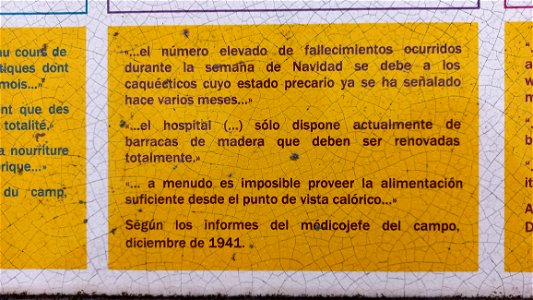 au cours de
tiques dont
mois...»
nt que des
totalité.
a nourriture
rique...»
du camp,
«...el número elevado de fallecimientos ocurridos
durante la semana de Navidad se debe a los
caquécticos cuyo estado precario ya se ha señalado
hace varios meses...»
«...el hospital (...) sólo dispone actualmente de
barracas de madera que deben ser renovadas
totalmente.»
«... a menudo es imposible proveer la alimentación
suficiente desde el punto de vista calórico...»
Según los informes del médicojefe del campo,
diciembre de 1941.